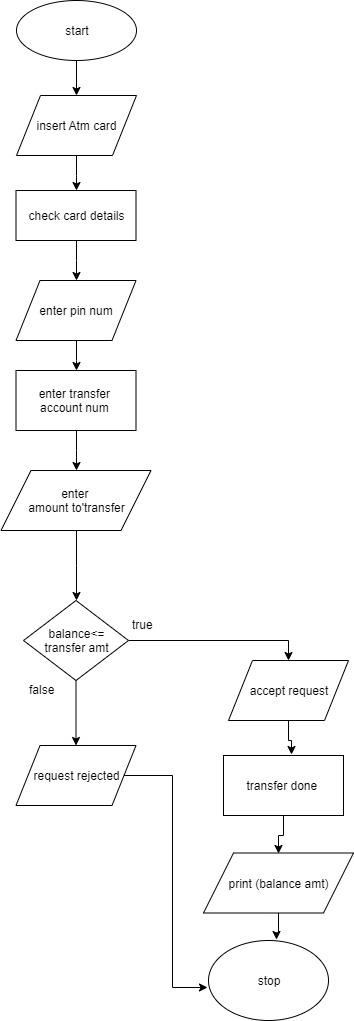 start
insert Atm card
check card details
enter pin num
enter transfer
account num
enter
amount to'transfer
balance<=
transfer amt
true
false
accept request
request rejected
transfer done
print (balance amt)
stop